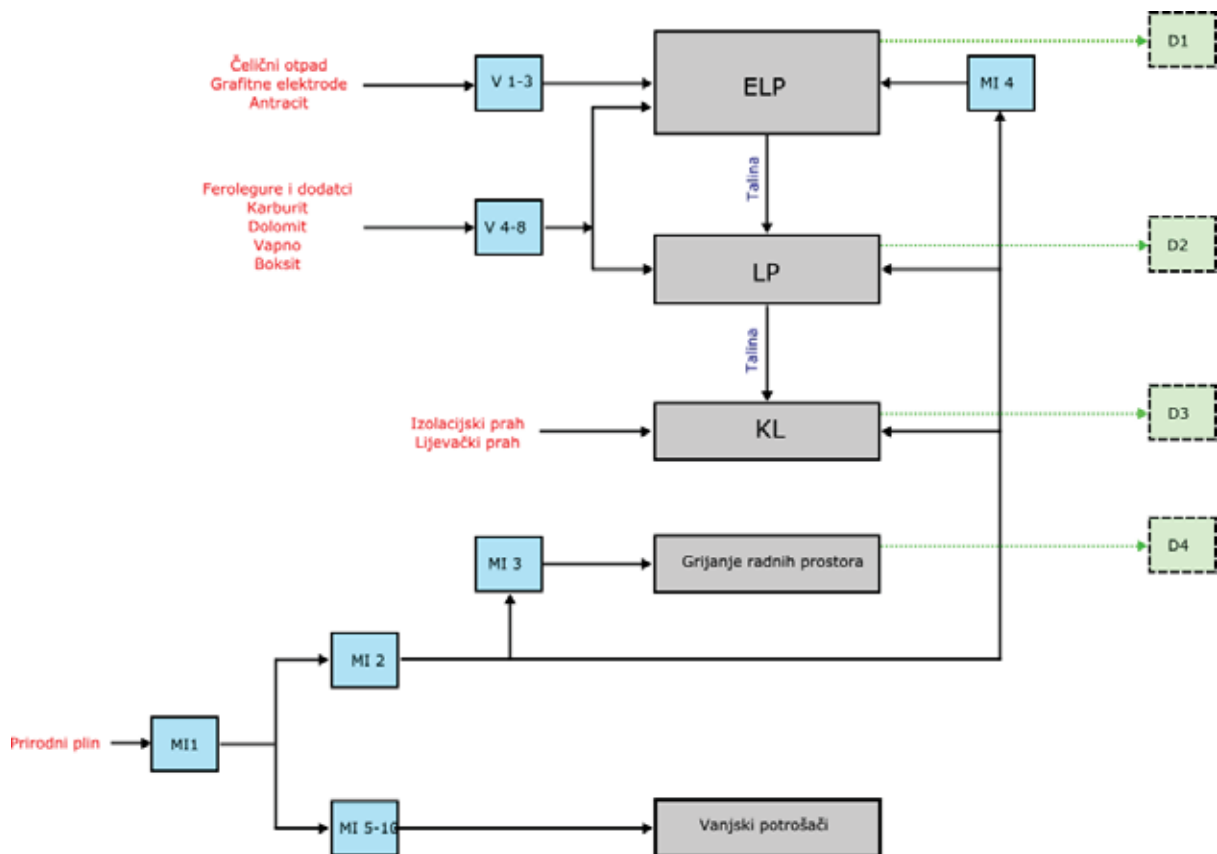 D1
Čelični otpad
Grafitne elektrode
Antracit
V 1-3
ELP
MI 4
Talina
Ferolegure i dodatci
Karburit
Dolomit
Vapno
Boksit
V 4-8
LP
D2
Talina
Izolacijski prah
Lijevački prah
KL
D3
MI 3
Grijanje radnih prostora
D4
MI 2
Prirodni plin
MI1
MI 5-10
Vanjski potrošači